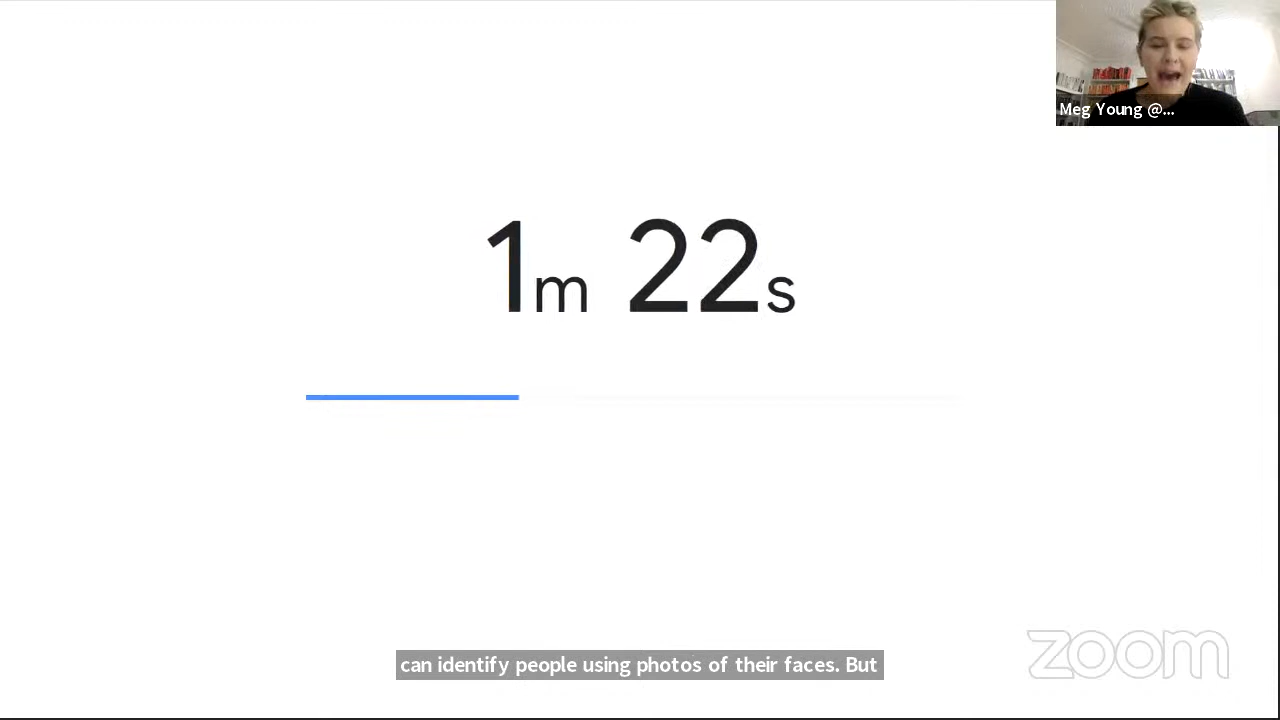 Meg Young @...
1m 22s
can identify people using photos of their faces. But
zoom